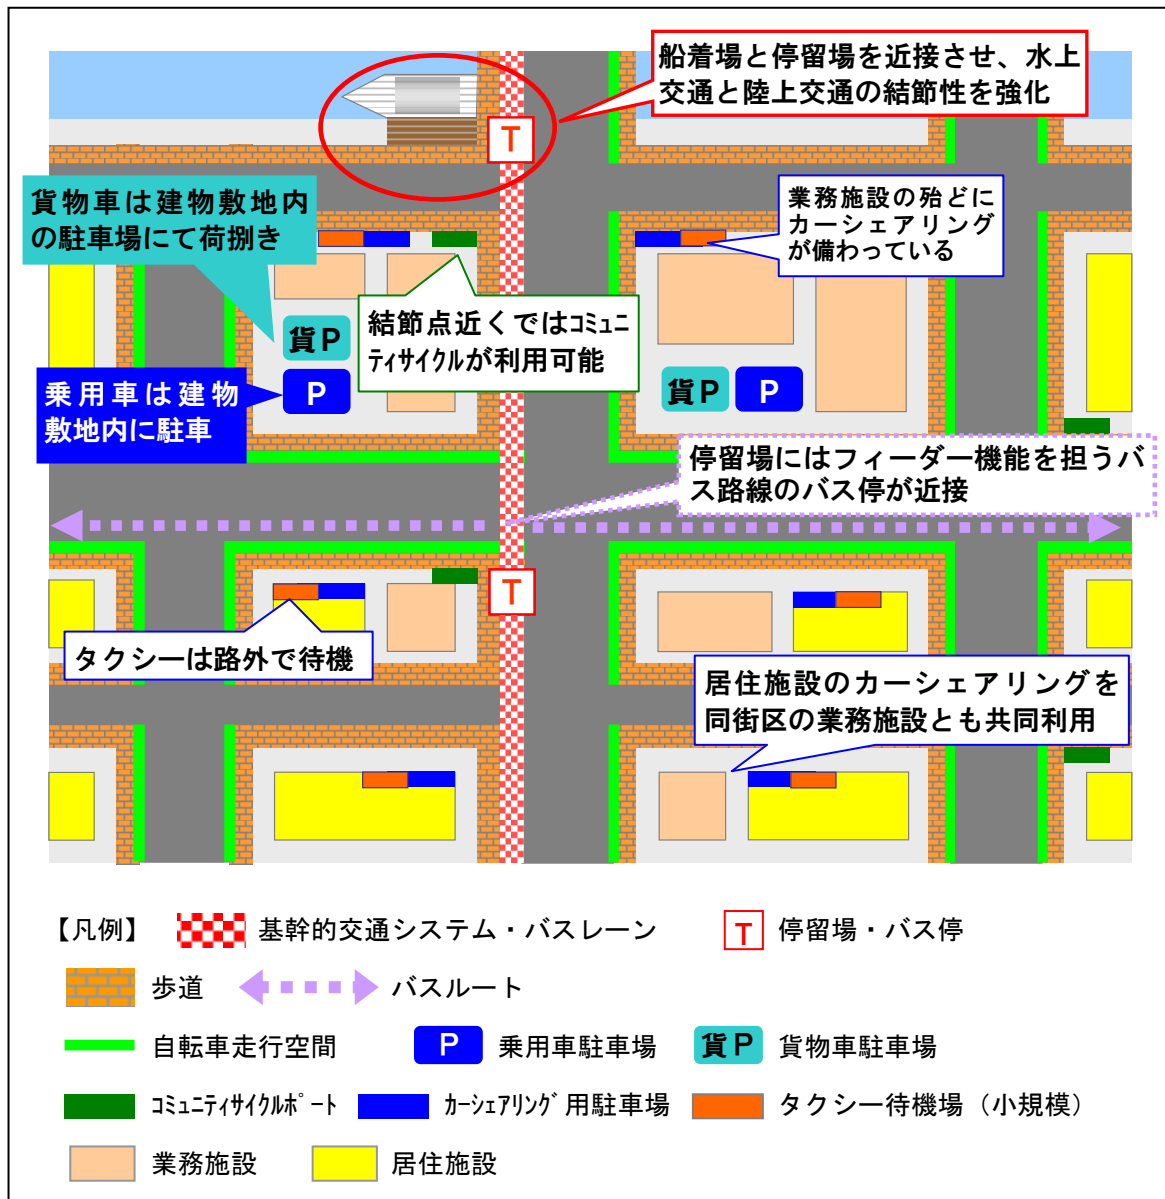 船着場と停留場を近接させ、水上
交通と陸上交通の結節性を強化
T
貨物車は建物敷地内
の駐車場にて荷捌き
業務施設の殆どに
カーシェアリング
が備わっている
結節点近くではｺﾐｭﾆ
ﾃｨサイクルが利用可能
貨P
P
貨P
P
乗用車は建物
敷地内に駐車
停留場にはフィーダー機能を担うバ
ス路線のバス停が近接
T
タクシーは路外で待機
居住施設のカーシェアリングを
同街区の業務施設とも共同利用
【凡例】
基幹的交通システム・バスレーン
T
停留場・バス停
歩道
バスルート
自転車走行空間
P
乗用車駐車場
貨P
貨物車駐車場
ｺﾐｭﾆﾃｨｻｲｸﾙﾎﾟｰﾄ
ｶｰｼｪｱﾘﾝｸﾞ用駐車場
タクシー待機場（小規模）
業務施設
居住施設